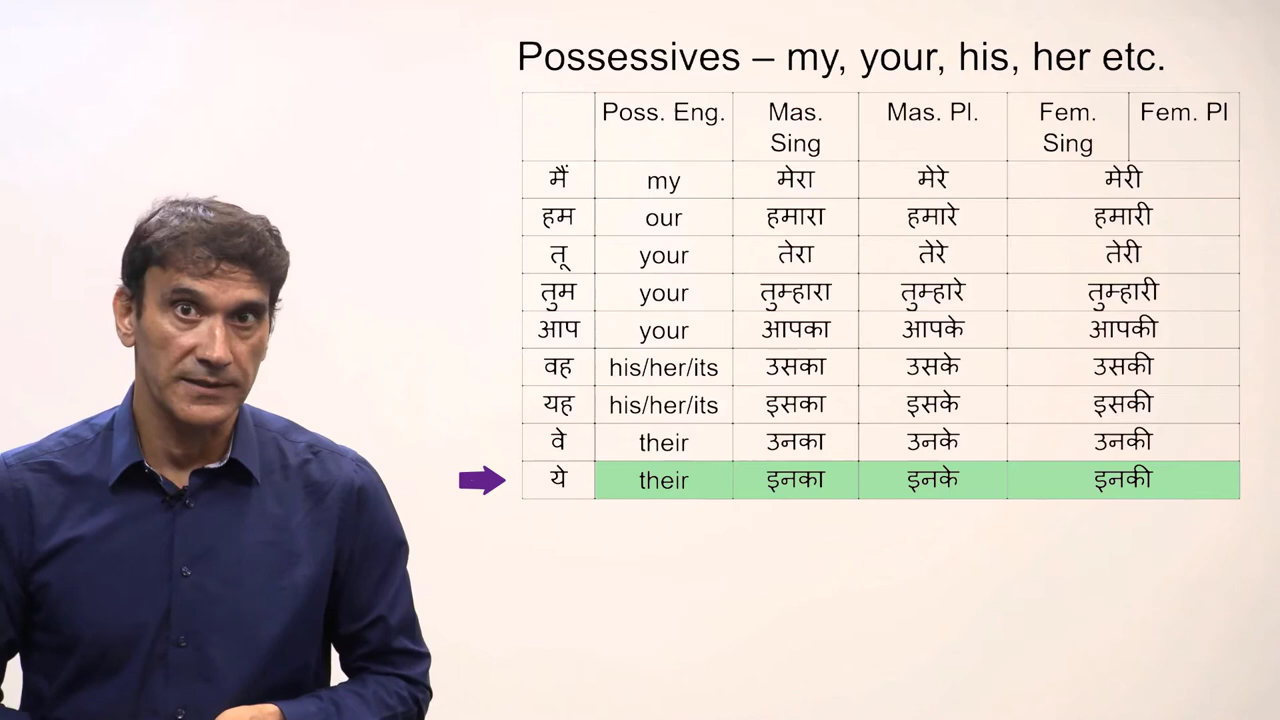 Possessives – my, your, his, her etc.
Poss. Eng. Mas. Sing Mas. Pl. Fem. Sing Fem. Pl
मैं my मेरा मेरे मेरी
हम our हमारा हमारे हमारी
तू your तेरा तेरे तेरी
तुम your तुम्हारा तुम्हारे तुम्हारी
आप your आपका आपके आपकी
वह his/her/its उसका उसके उसकी
यह his/her/its इसका इसके इसकी
वे their उनका उनके उनकी
ये their इनका इनके इनकी